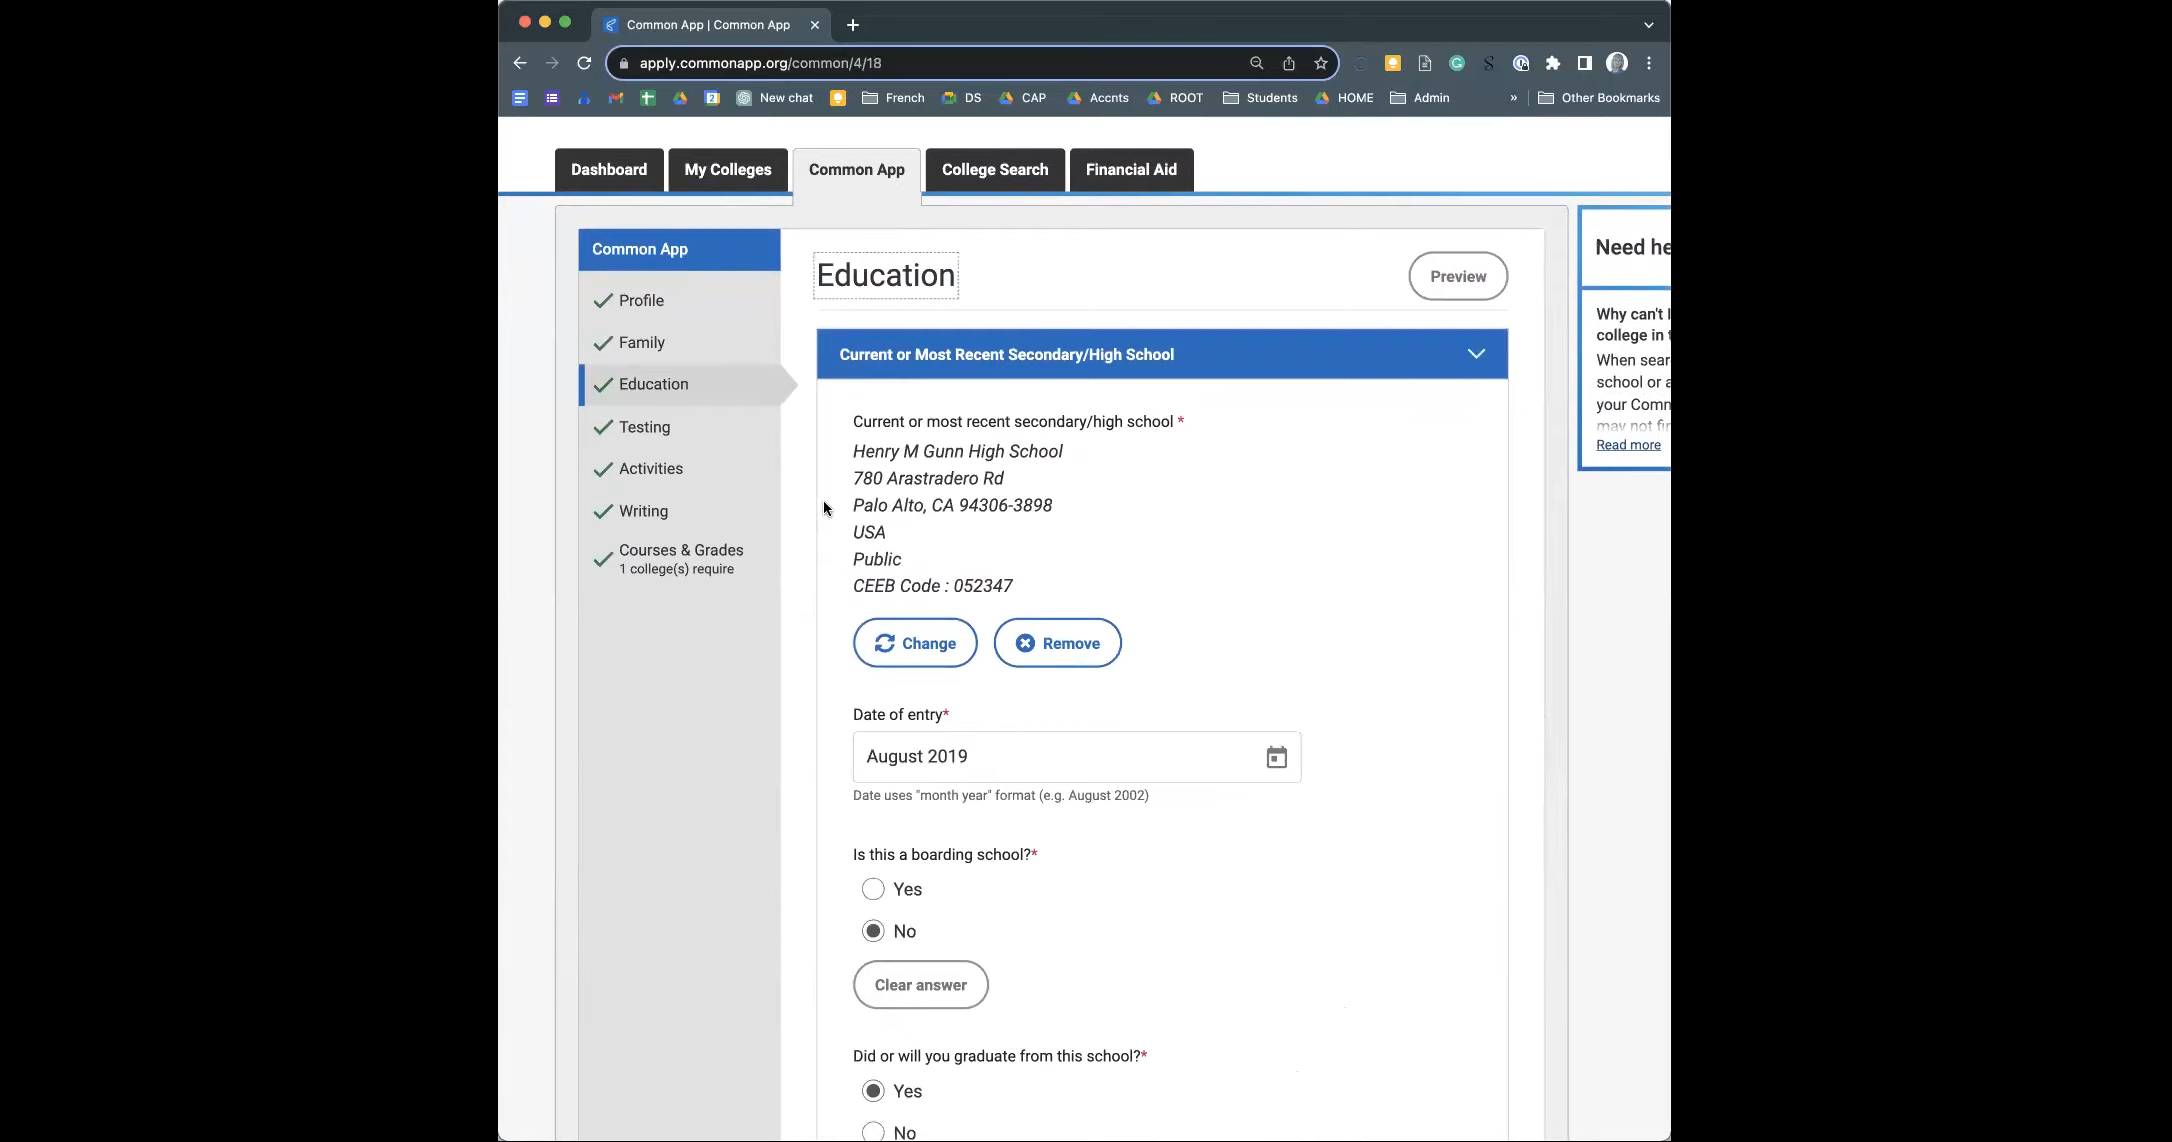 Common App | Common App
apply.commonapp.org/common/4/18
New chat French DS CAP Accnts ROOT Students HOME Admin » Other Bookmarks
Dashboard My Colleges Common App College Search Financial Aid
Common App
Profile
Family
Education
Testing
Activities
Writing
Courses & Grades
1 college(s) require
Education
Preview
Current or Most Recent Secondary/High School
Current or most recent secondary/high school *
Henry M Gunn High School
780 Arastradero Rd
Palo Alto, CA 94306-3898
USA
Public
CEEB Code : 052347
Change Remove
Date of entry*
August 2019
Date uses "month year" format (e.g. August 2002)
Is this a boarding school?*
Yes
No
Clear answer
Did or will you graduate from this school?*
Yes
No
Need he
Why can't I
college in t
When sear
school or a
your Comn
may not fir
Read more